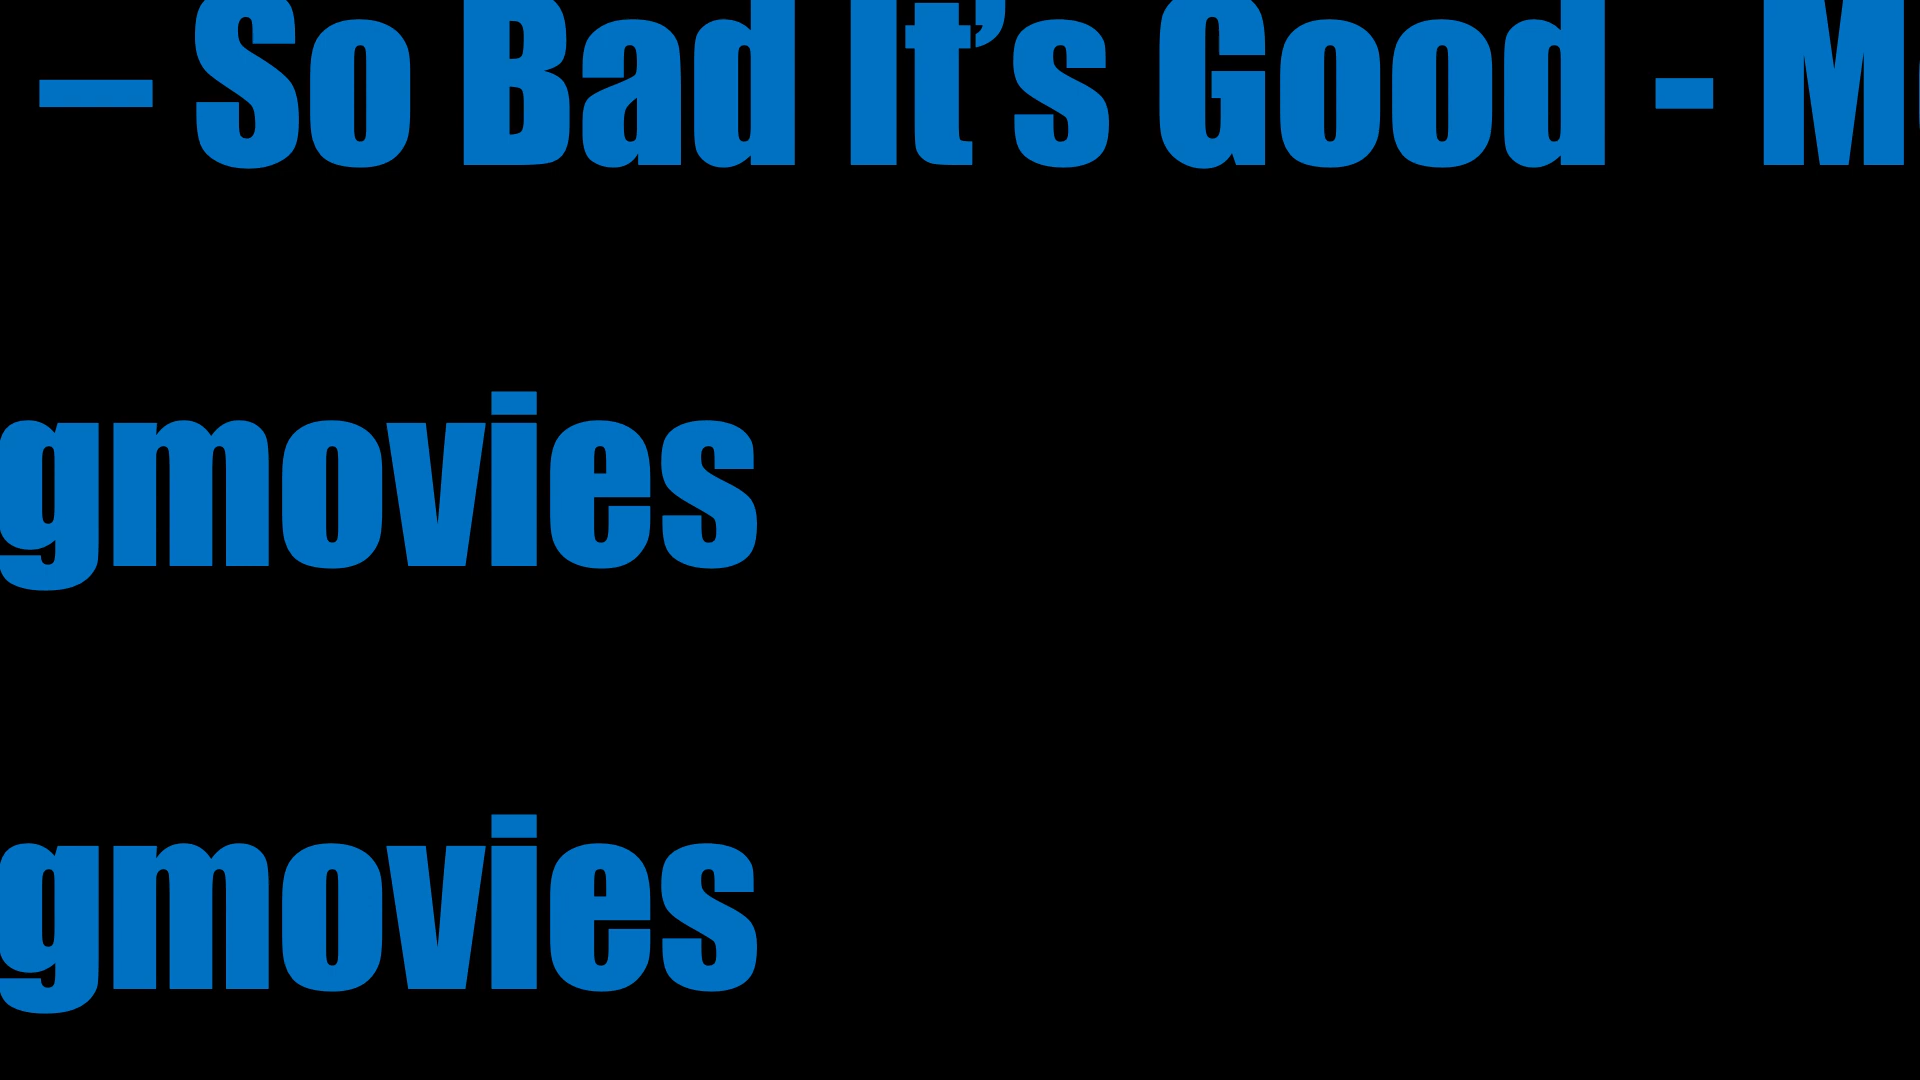 – So Bad It’s Good - M
gmovies
gmovies